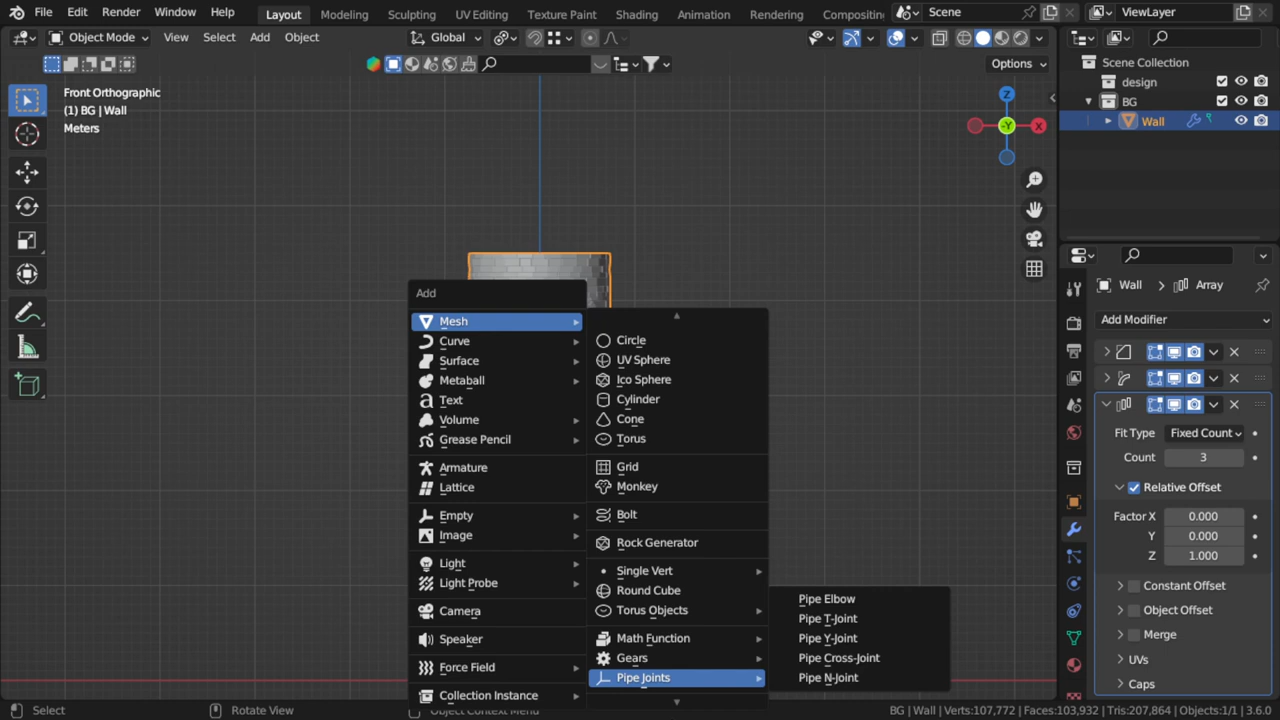 File Edit Render Window Help Layout Modeling Sculpting UV Editing Texture Paint Shading Animation Rendering Compositing Scene ViewLayer
Object Mode View Select Add Object Global
Options
Front Orthographic
(1) BG | Wall
Meters
Z
-Y
X
Scene Collection
design
BG
Wall
Add
Mesh
Curve
Surface
Metaball
Text
Volume
Grease Pencil
Armature
Lattice
Empty
Image
Light
Light Probe
Camera
Speaker
Force Field
Collection Instance
Circle
UV Sphere
Ico Sphere
Cylinder
Cone
Torus
Grid
Monkey
Bolt
Rock Generator
Single Vert
Round Cube
Torus Objects
Math Function
Gears
Pipe Joints
Pipe Elbow
Pipe T-Joint
Pipe Y-Joint
Pipe Cross-Joint
Pipe N-Joint
Wall Array
Add Modifier
Fit Type Fixed Count
Count 3
Relative Offset
Factor X 0.000
Y 0.000
Z 1.000
Constant Offset
Object Offset
Merge
UVs
Caps
Select Rotate View Object Context Menu BG | Wall | Verts:107,772 | Faces:103,932 | Tris:207,864 | Objects:1/1 | 3.6.0